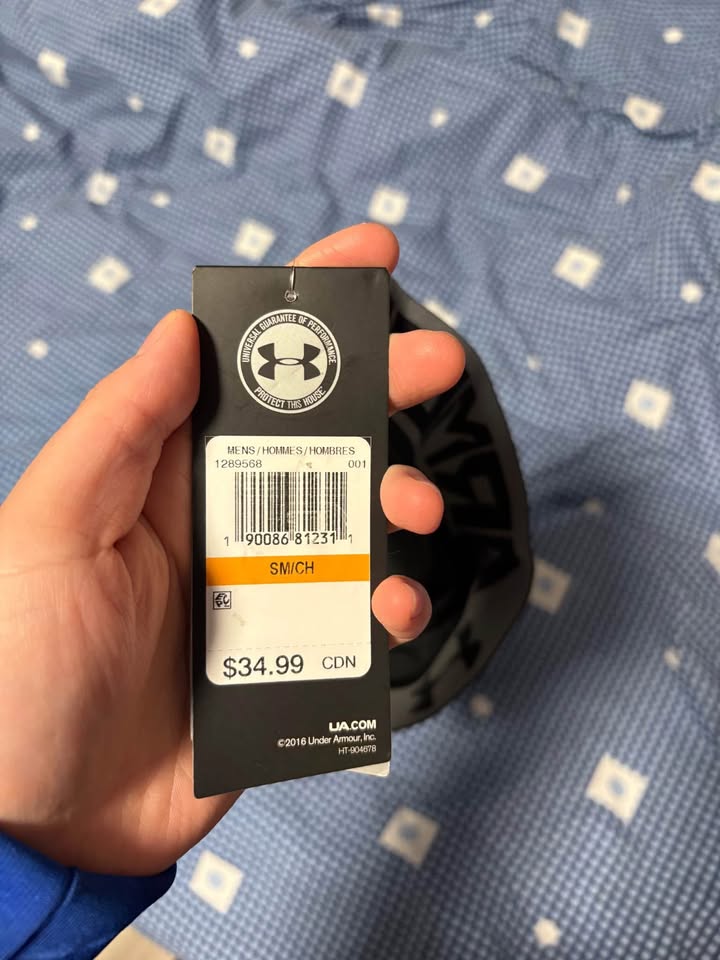 UNIVERSAL GUARANTEE OF PERFORMANCE
PROTECT THIS HOUSE
MENS/HOMMES/HOMBRES
1289568 001
1 90086 81231 1
SM/CH
$34.99 CDN
UA.COM
©2016 Under Armour, Inc.
HT-904678